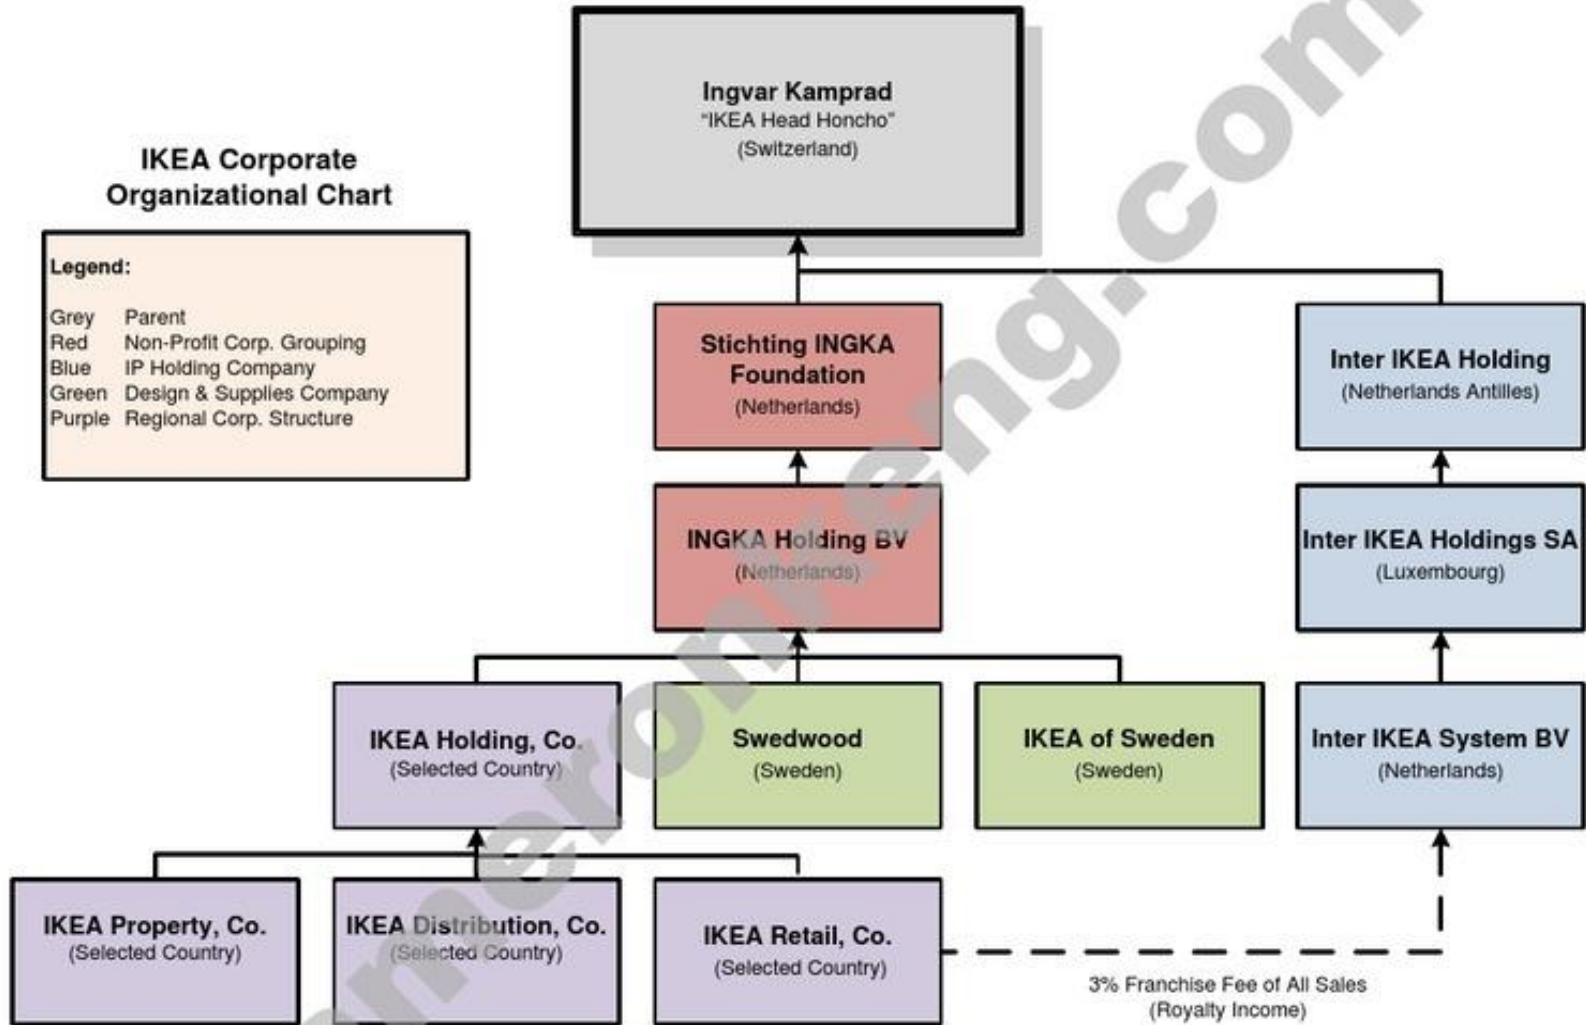 Ingvar Kamprad
"IKEA Head Honcho"
(Switzerland)
IKEA Corporate
Organizational Chart
Legend:
Grey Parent
Red Non-Profit Corp. Grouping
Blue IP Holding Company
Green Design & Supplies Company
Purple Regional Corp. Structure
Stichting INGKA
Foundation
(Netherlands)
Inter IKEA Holding
(Netherlands Antilles)
INGKA Holding BV
(Netherlands)
Inter IKEA Holdings SA
(Luxembourg)
IKEA Holding, Co.
(Selected Country)
Swedwood
(Sweden)
IKEA of Sweden
(Sweden)
Inter IKEA System BV
(Netherlands)
IKEA Property, Co.
(Selected Country)
IKEA Distribution, Co.
(Selected Country)
IKEA Retail, Co.
(Selected Country)
3% Franchise Fee of All Sales
(Royalty Income)
meronkeng.com